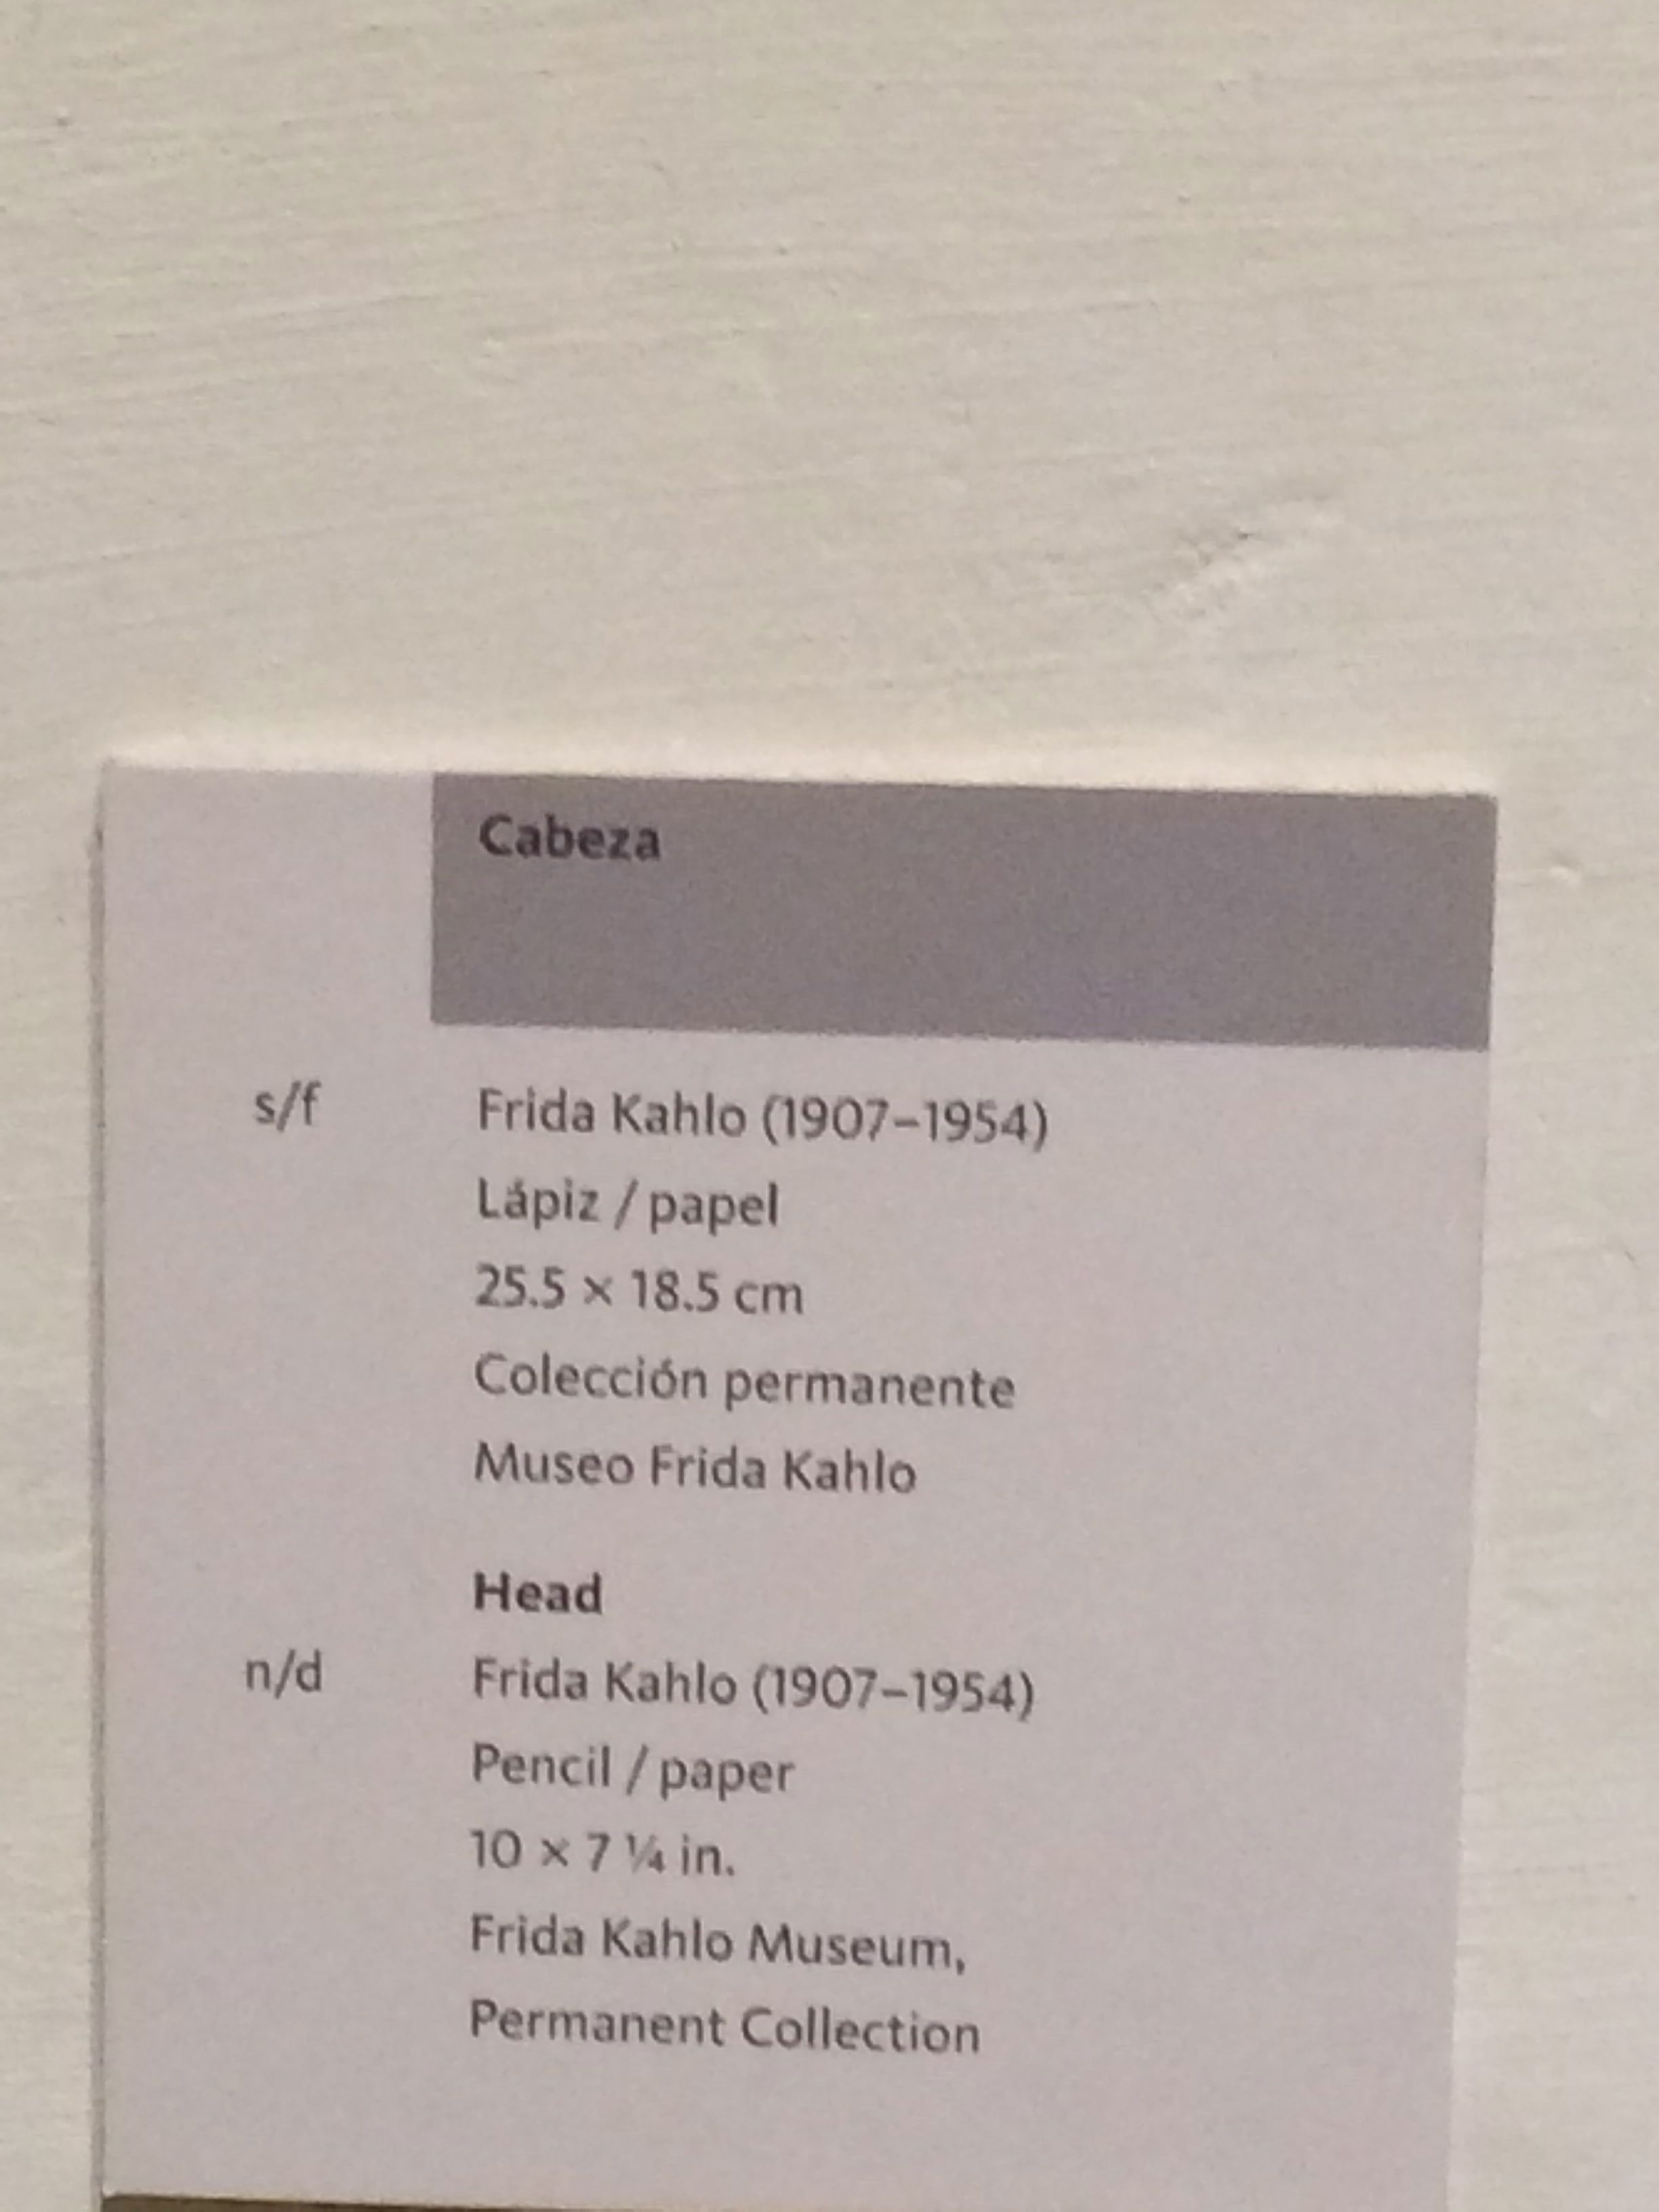 Cabeza
s/f Frida Kahlo (1907–1954)
Lápiz / papel
25.5 × 18.5 cm
Colección permanente
Museo Frida Kahlo
Head
n/d Frida Kahlo (1907–1954)
Pencil / paper
10 × 7 ¼ in.
Frida Kahlo Museum,
Permanent Collection